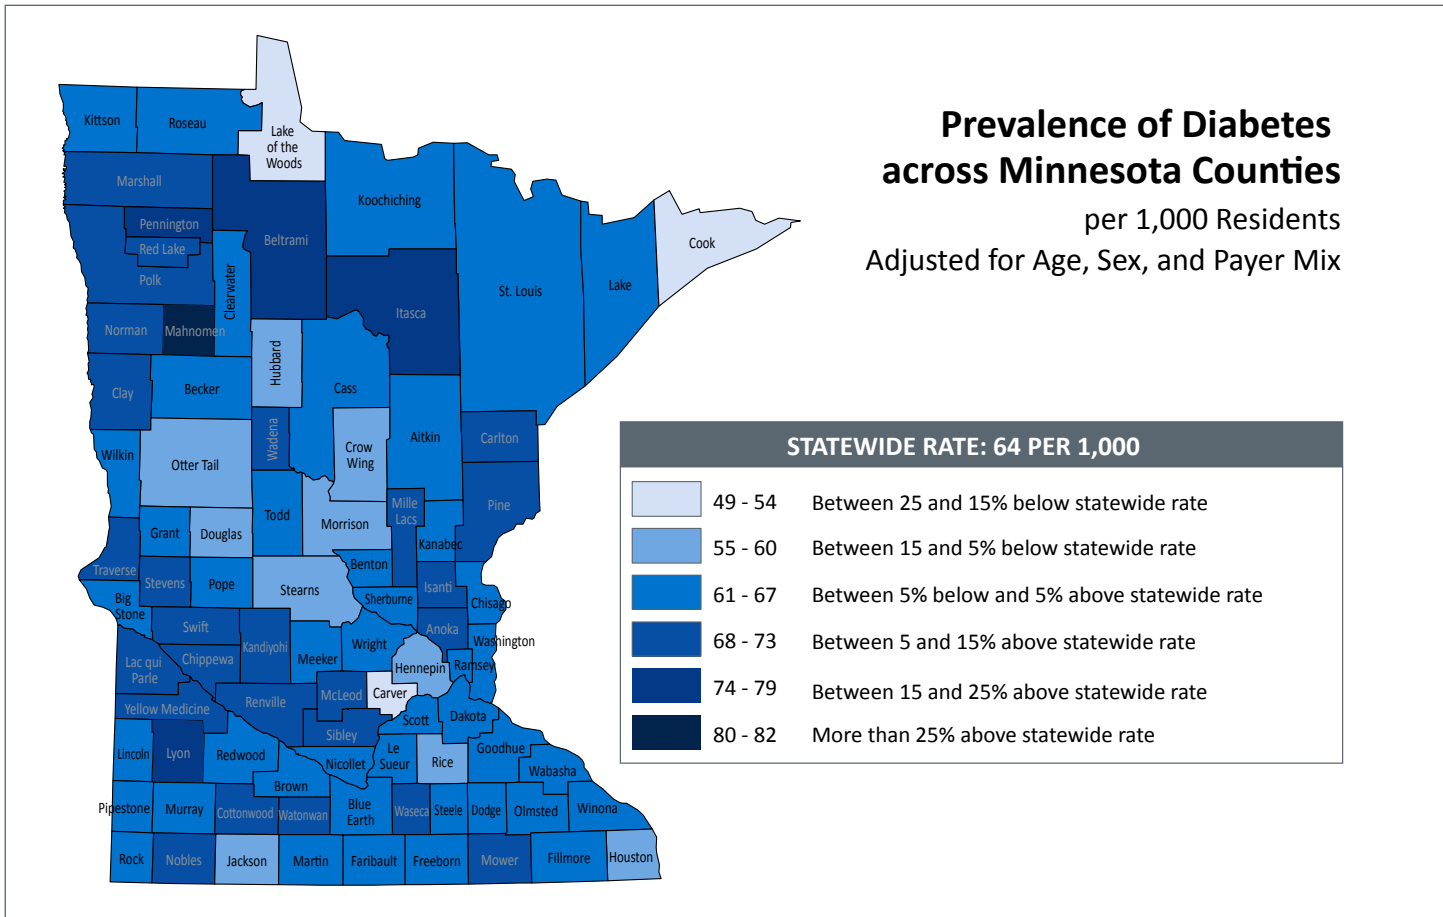 Prevalence of Diabetes
across Minnesota Counties
per 1,000 Residents
Adjusted for Age, Sex, and Payer Mix
Kittson
Roseau
Lake
of the
Woods
Marshall
Koochiching
Pennington
Beltrami
Red Lake
Polk
Clearwater
St. Louis
Lake
Cook
Norman
Mahnomen
Itasca
Hubbard
Clay
Becker
Cass
Wadena
Crow
Wing
Aitkin
Carlton
Wilkin
Otter Tail
Todd
Morrison
Mille
Lacs
Pine
Grant
Douglas
Kanabec
Traverse
Stevens
Pope
Stearns
Benton
Isanti
Chisago
Big
Stone
Sherburne
Swift
Kandiyohi
Meeker
Wright
Anoka
Washington
Lac qui
Parle
Chippewa
Hennepin
Ramsey
Yellow Medicine
Renville
McLeod
Carver
Scott
Dakota
Sibley
Lincoln
Lyon
Redwood
Brown
Nicollet
Le
Sueur
Rice
Goodhue
Wabasha
Pipestone
Murray
Cottonwood
Watonwan
Blue
Earth
Waseca
Steele
Dodge
Olmsted
Winona
Rock
Nobles
Jackson
Martin
Faribault
Freeborn
Mower
Fillmore
Houston
STATEWIDE RATE: 64 PER 1,000
49 - 54 Between 25 and 15% below statewide rate
55 - 60 Between 15 and 5% below statewide rate
61 - 67 Between 5% below and 5% above statewide rate
68 - 73 Between 5 and 15% above statewide rate
74 - 79 Between 15 and 25% above statewide rate
80 - 82 More than 25% above statewide rate